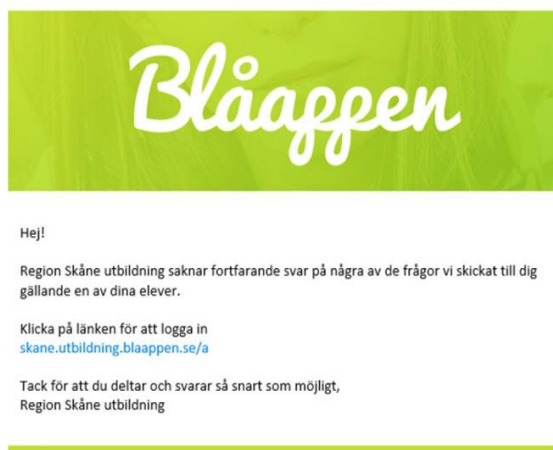 Blåappen
Hej!
Region Skåne utbildning saknar fortfarande svar på några av de frågor vi skickat till dig
gällande en av dina elever.
Klicka på länken för att logga in
skane.utbildning.blaappen.se/a
Tack för att du deltar och svarar så snart som möjligt,
Region Skåne utbildning